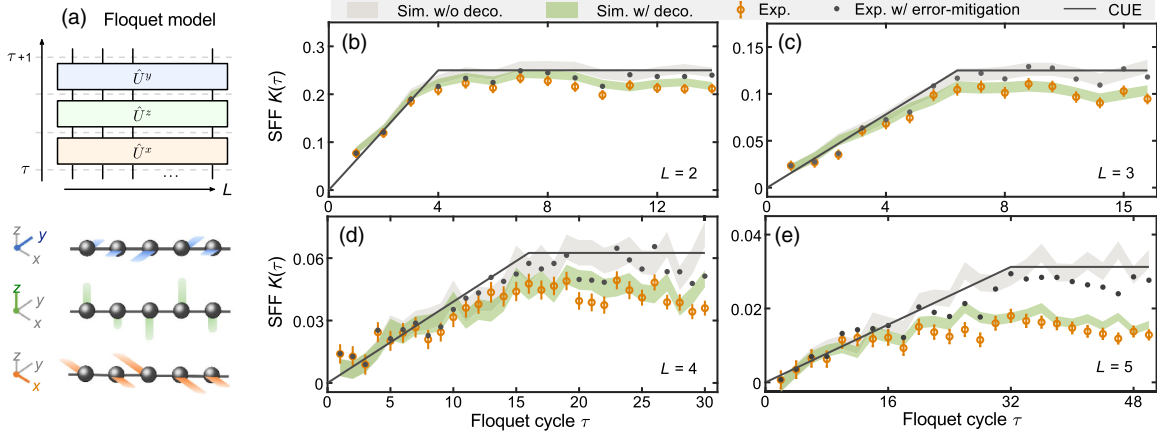 (a) Floquet model
τ+1
Û^y
Û^z
Û^x
τ
...
L
z
y
x
z
y
x
z
y
x
Sim. w/o deco. Sim. w/ deco. Exp. Exp. w/ error-mitigation CUE
(b)
SFF K(τ)
0.3
0.2
0.1
0
0 4 8 12
L = 2
(c)
0.15
0.10
0.05
0
0 4 8 15
L = 3
(d)
SFF K(τ)
0.06
0.03
0
0 5 10 15 20 25 30
L = 4
Floquet cycle τ
(e)
0.04
0.02
0
0 16 32 48
L = 5
Floquet cycle τ